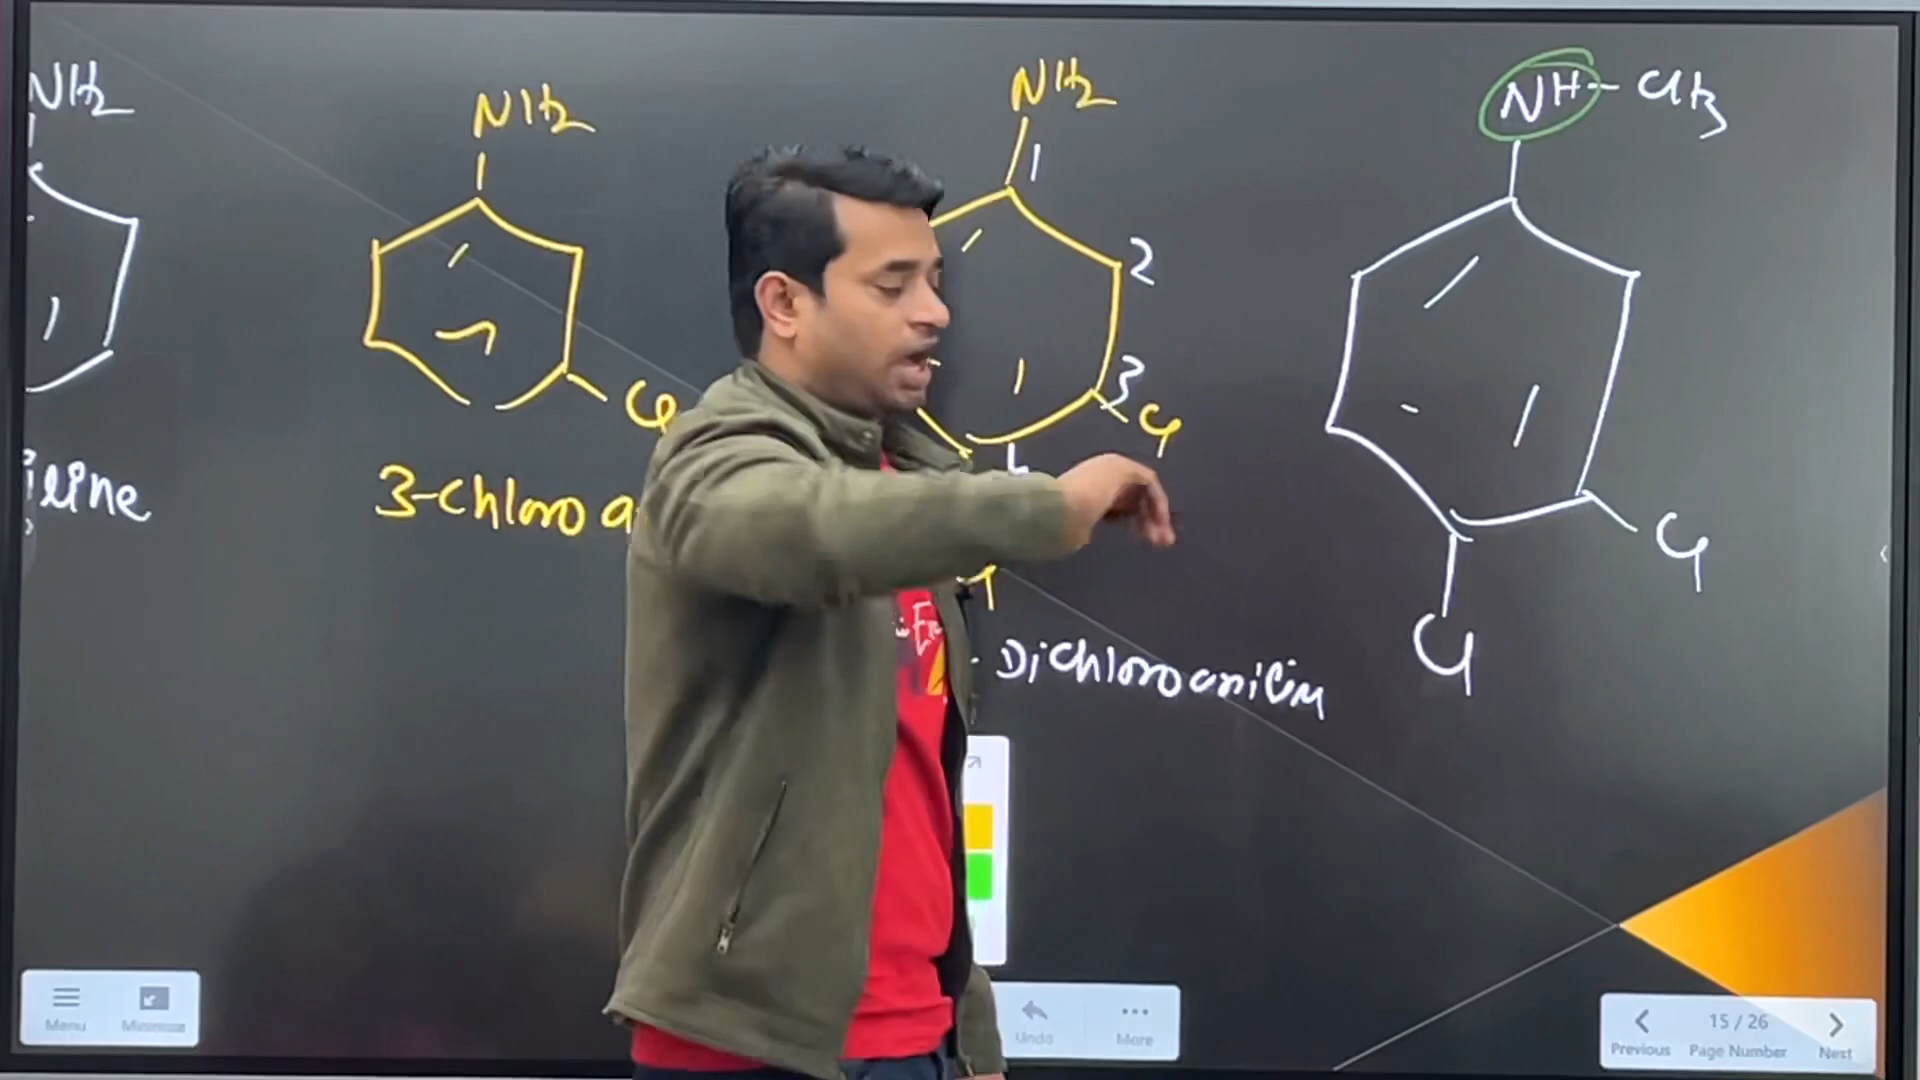 NH2
NH2
NH2
NH-CH3
1
2
3
Cl
Cl
Cl
Cl
3-chloro
- Dichloroanilin
Menu
Minimize
Undo
More
15 / 26
Previous
Page Number
Next